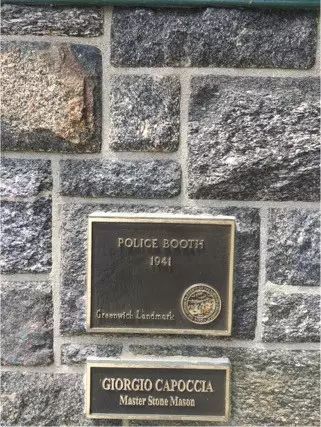 POLICE BOOTH
1941
Greenwich Landmark
GIORGIO CAPOCCIA
Master Stone Mason